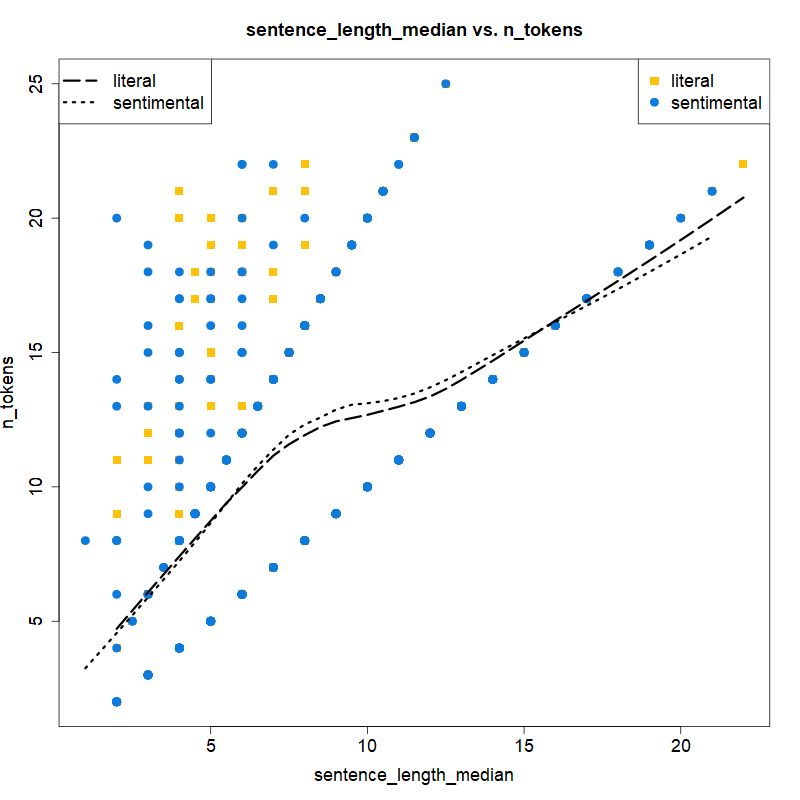 sentence_length_median vs. n_tokens
literal
sentimental
literal
sentimental
n_tokens
25
20
15
10
5
5 10 15 20
sentence_length_median